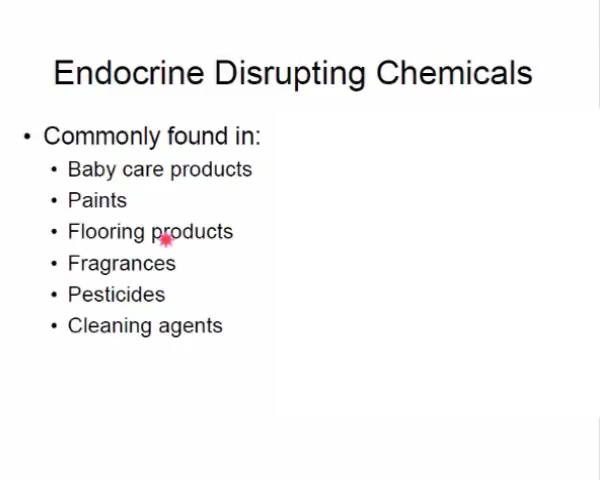 Endocrine Disrupting Chemicals
• Commonly found in:
• Baby care products
• Paints
• Flooring products
• Fragrances
• Pesticides
• Cleaning agents